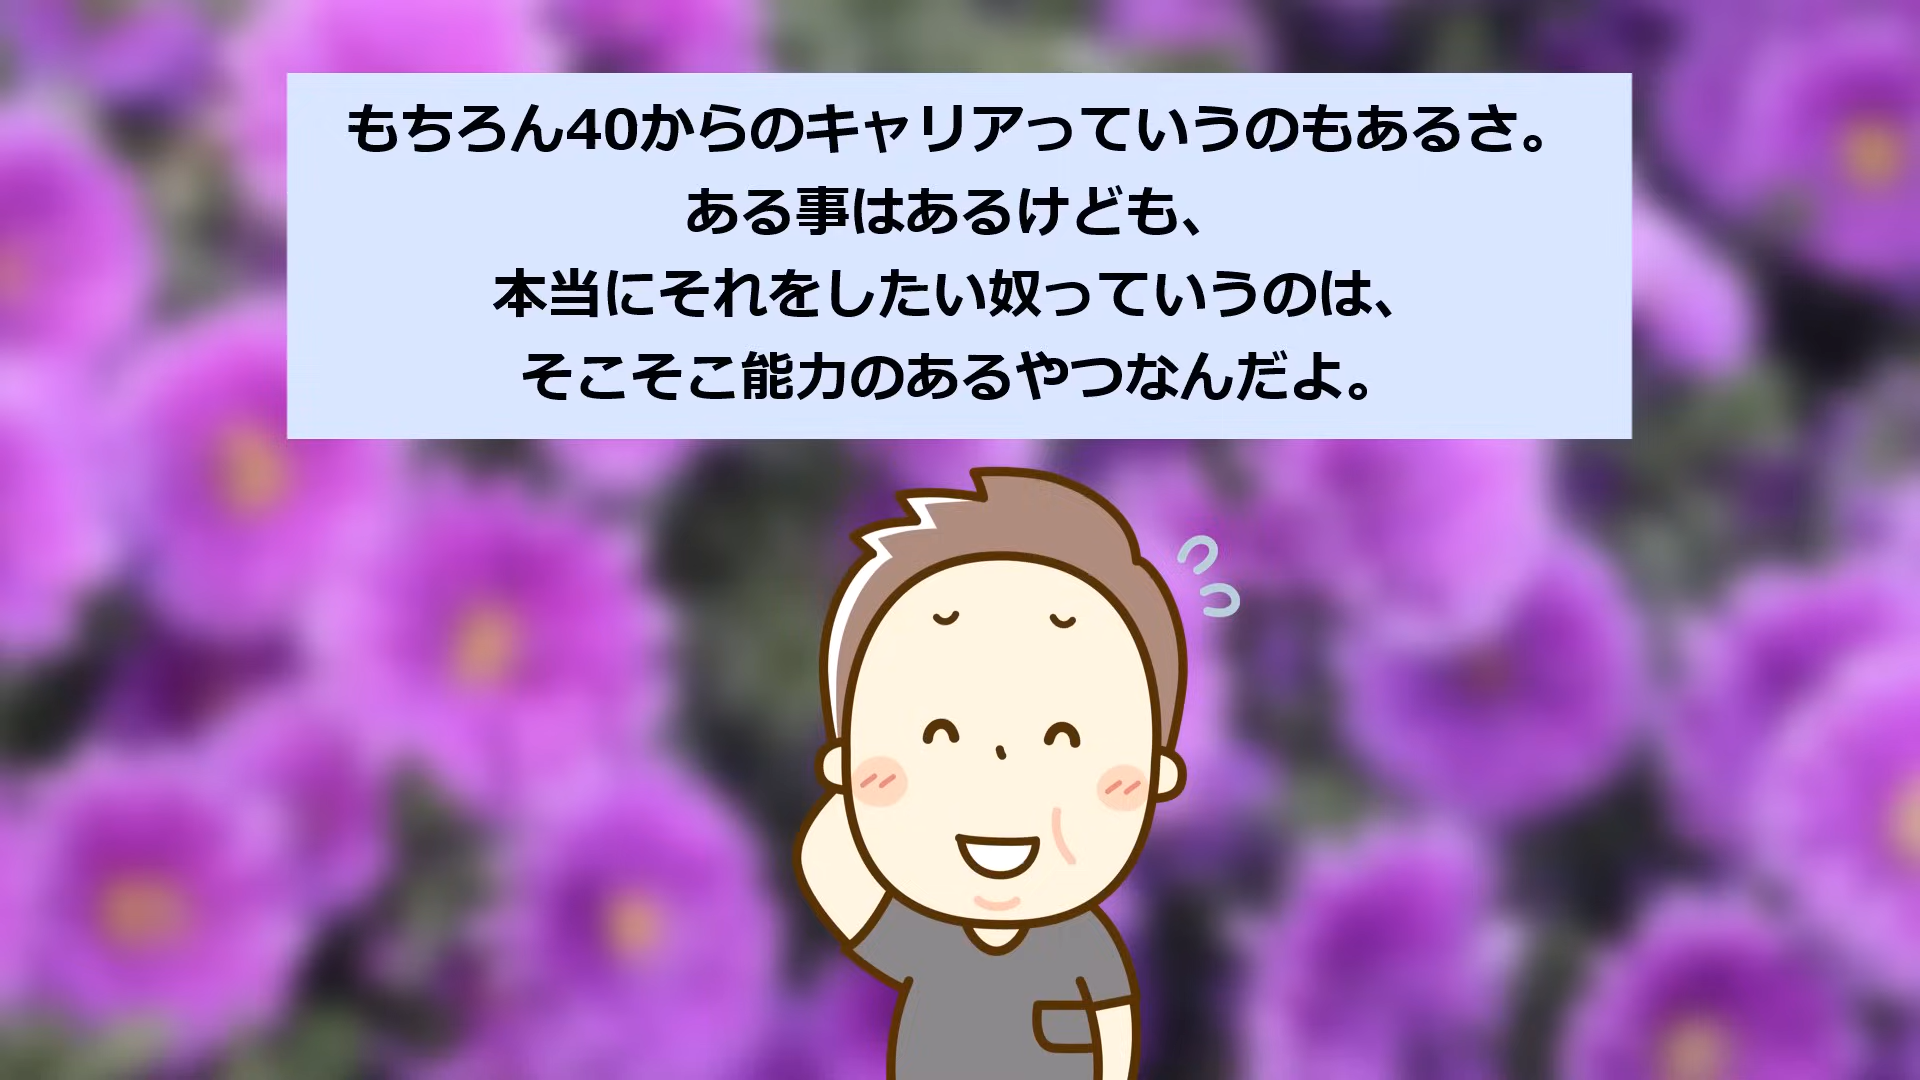 もちろん40からのキャリアっていうのもあるさ。
ある事はあるけども、
本当にそれをしたい奴っていうのは、
そこそこ能力のあるやつなんだよ。